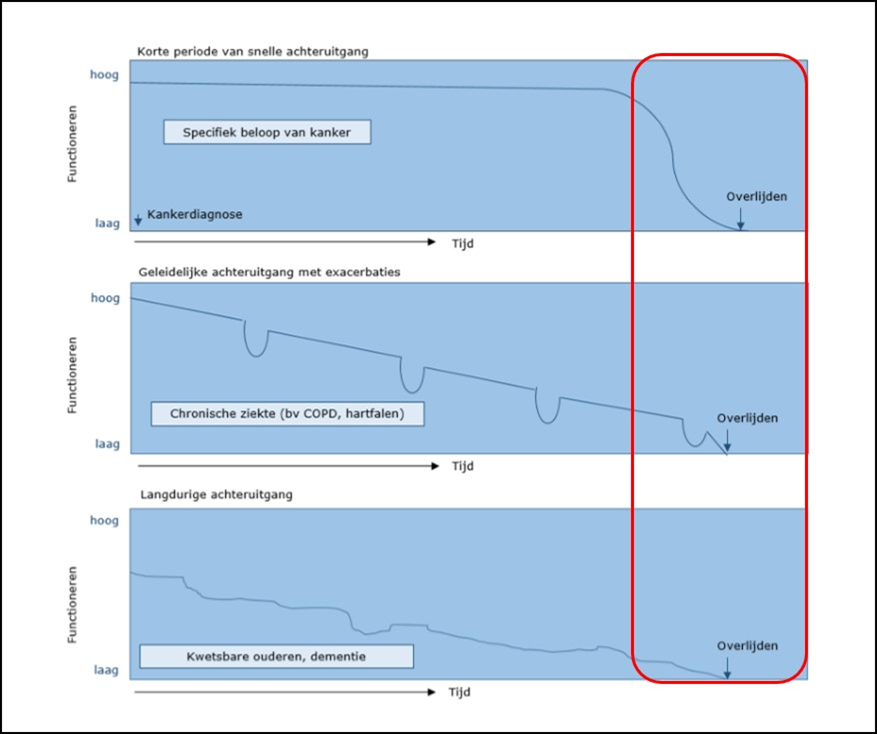 Korte periode van snelle achteruitgang
hoog
Functioneren
Specifiek beloop van kanker
Overlijden
Kankerdiagnose
laag
Tijd
Geleidelijke achteruitgang met exacerbaties
hoog
Functioneren
Chronische ziekte (bv COPD, hartfalen)
Overlijden
laag
Tijd
Langdurige achteruitgang
hoog
Functioneren
Overlijden
Kwetsbare ouderen, dementie
laag
Tijd